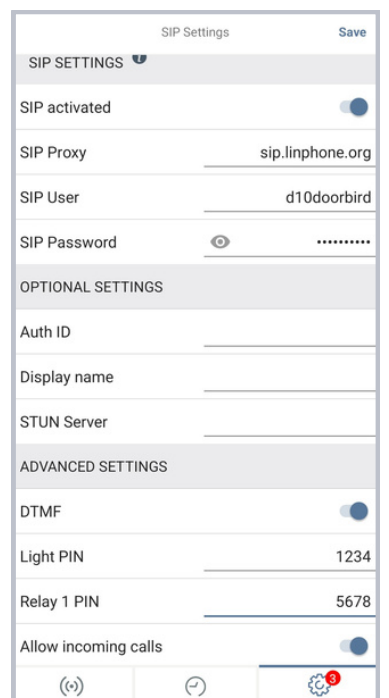 SIP Settings Save
SIP SETTINGS i
SIP activated
SIP Proxy sip.linphone.org
SIP User d10doorbird
SIP Password ••••••••••
OPTIONAL SETTINGS
Auth ID
Display name
STUN Server
ADVANCED SETTINGS
DTMF
Light PIN 1234
Relay 1 PIN 5678
Allow incoming calls
3